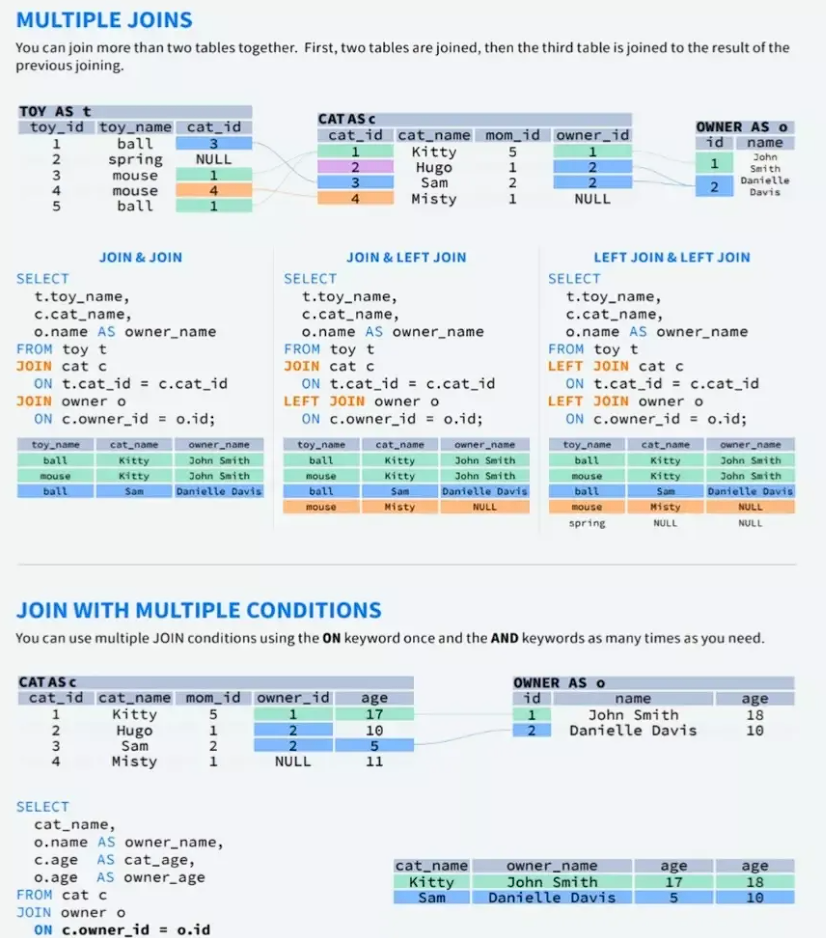 MULTIPLE JOINS
You can join more than two tables together. First, two tables are joined, then the third table is joined to the result of the
previous joining.
TOY AS t
toy_id toy_name cat_id
1 ball 3
2 spring NULL
3 mouse 1
4 mouse 4
5 ball 1
CAT AS c
cat_id cat_name mom_id owner_id
1 Kitty 5 1
2 Hugo 1 2
3 Sam 2 2
4 Misty 1 NULL
OWNER AS o
id name
1 John
Smith
2 Danielle
Davis
JOIN & JOIN
SELECT
t.toy_name,
c.cat_name,
o.name AS owner_name
FROM toy t
JOIN cat c
ON t.cat_id = c.cat_id
JOIN owner o
ON c.owner_id = o.id;
toy_name cat_name owner_name
ball Kitty John Smith
mouse Kitty John Smith
ball Sam Danielle Davis
JOIN & LEFT JOIN
SELECT
t.toy_name,
c.cat_name,
o.name AS owner_name
FROM toy t
JOIN cat c
ON t.cat_id = c.cat_id
LEFT JOIN owner o
ON c.owner_id = o.id;
toy_name cat_name owner_name
ball Kitty John Smith
mouse Kitty John Smith
ball Sam Danielle Davis
mouse Misty NULL
LEFT JOIN & LEFT JOIN
SELECT
t.toy_name,
c.cat_name,
o.name AS owner_name
FROM toy t
LEFT JOIN cat c
ON t.cat_id = c.cat_id
LEFT JOIN owner o
ON c.owner_id = o.id;
toy_name cat_name owner_name
ball Kitty John Smith
mouse Kitty John Smith
ball Sam Danielle Davis
mouse Misty NULL
spring NULL NULL
JOIN WITH MULTIPLE CONDITIONS
You can use multiple JOIN conditions using the ON keyword once and the AND keywords as many times as you need.
CAT AS c
cat_id cat_name mom_id owner_id age
1 Kitty 5 1 17
2 Hugo 1 2 10
3 Sam 2 2 5
4 Misty 1 NULL 11
OWNER AS o
id name age
1 John Smith 18
2 Danielle Davis 10
SELECT
cat_name,
o.name AS owner_name,
c.age AS cat_age,
o.age AS owner_age
FROM cat c
JOIN owner o
ON c.owner_id = o.id
cat_name owner_name age age
Kitty John Smith 17 18
Sam Danielle Davis 5 10